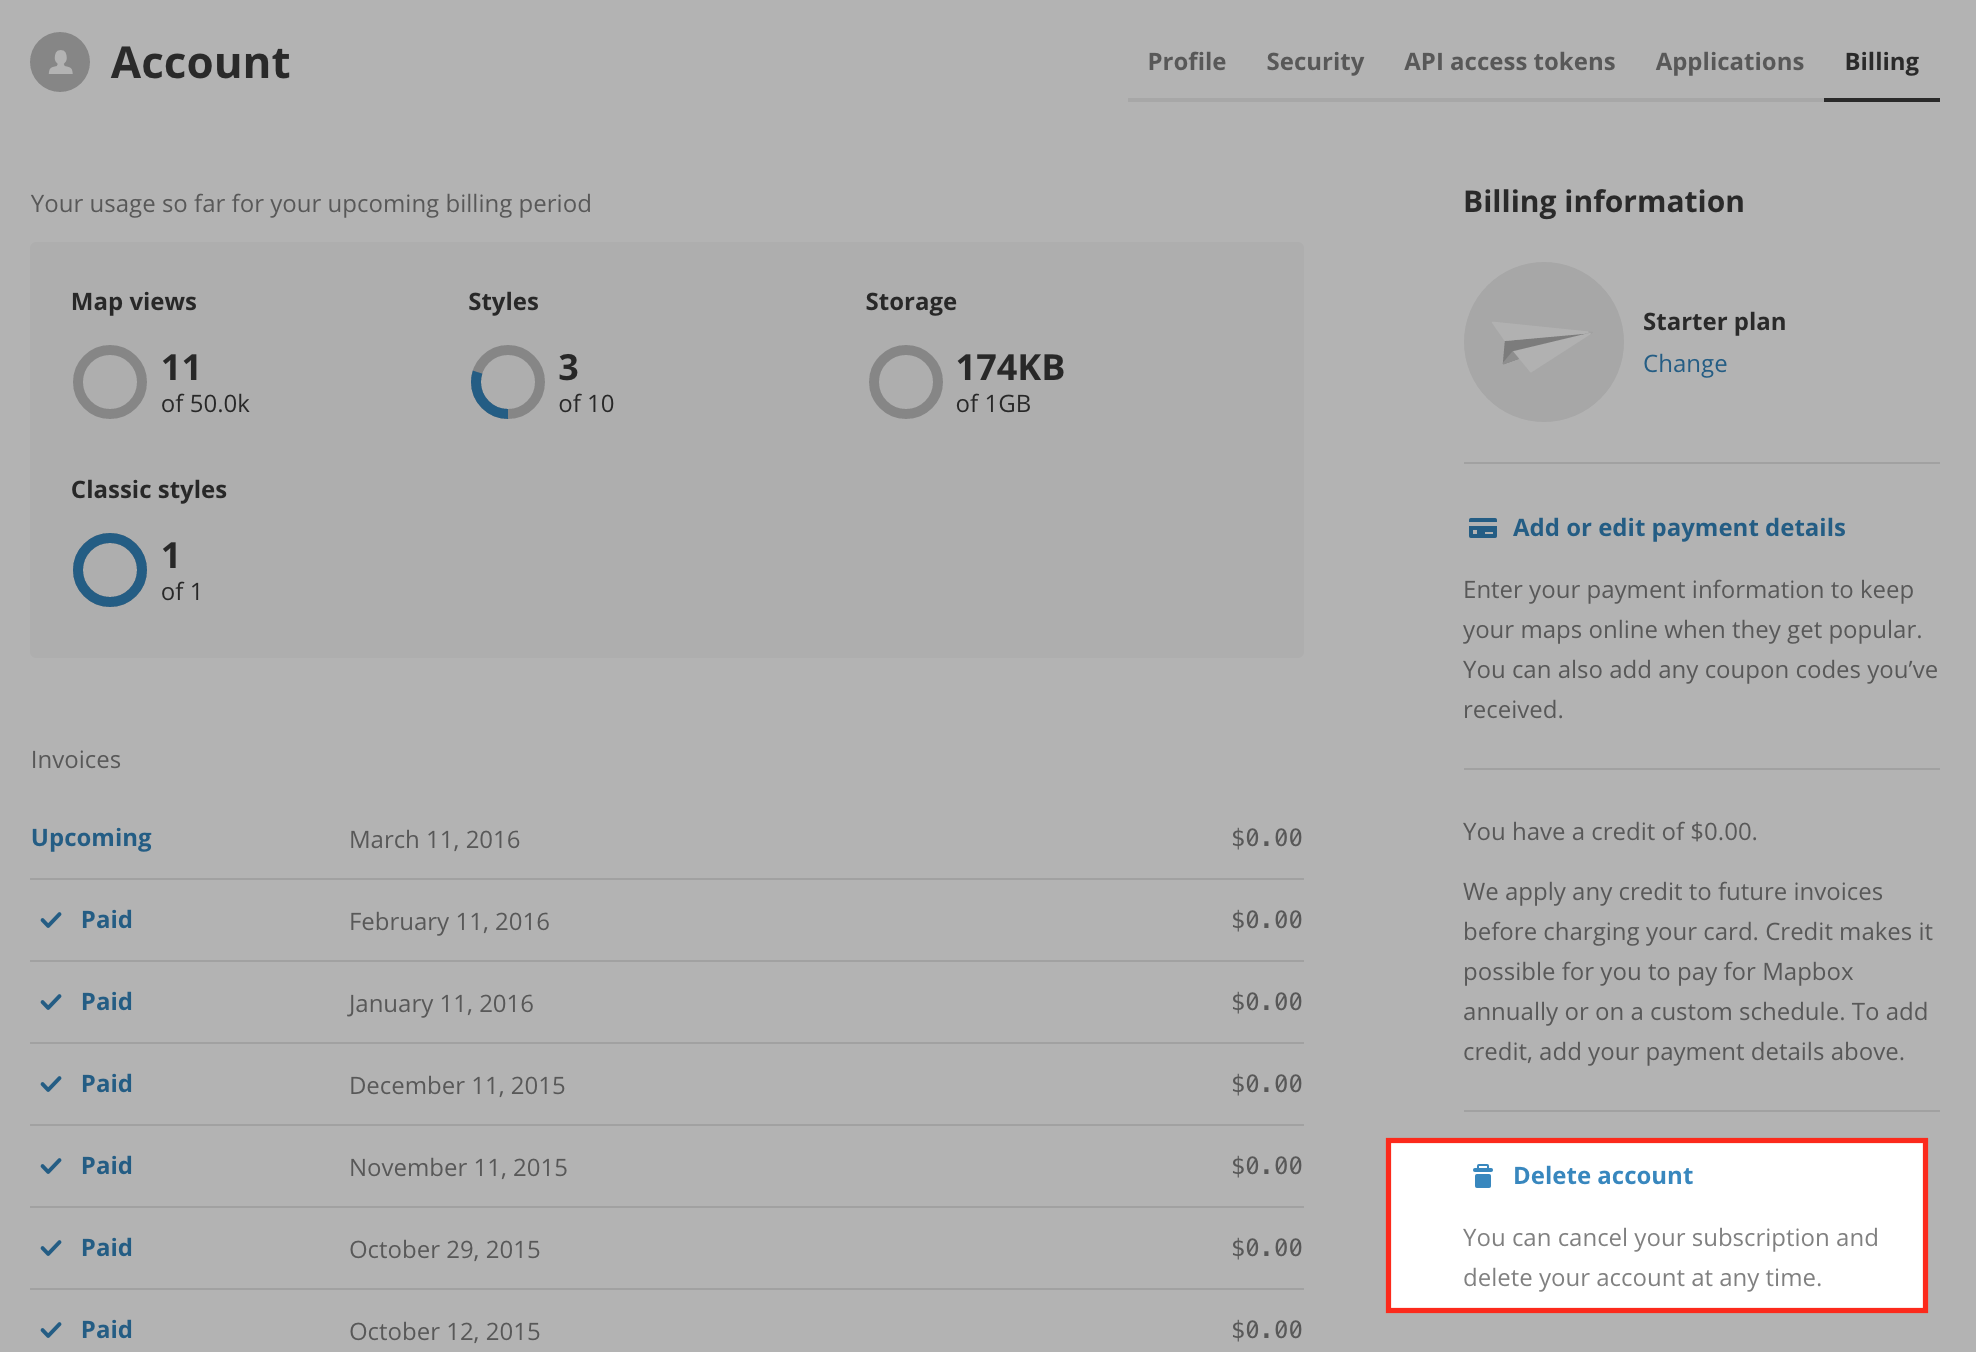 Account
Profile Security API access tokens Applications Billing
Your usage so far for your upcoming billing period
Map views Styles Storage
11 3 174KB
of 50.0k of 10 of 1GB
Classic styles
1
of 1
Invoices
Upcoming March 11, 2016 $0.00
Paid February 11, 2016 $0.00
Paid January 11, 2016 $0.00
Paid December 11, 2015 $0.00
Paid November 11, 2015 $0.00
Paid October 29, 2015 $0.00
Paid October 12, 2015 $0.00
Billing information
Starter plan
Change
Add or edit payment details
Enter your payment information to keep
your maps online when they get popular.
You can also add any coupon codes you’ve
received.
You have a credit of $0.00.
We apply any credit to future invoices
before charging your card. Credit makes it
possible for you to pay for Mapbox
annually or on a custom schedule. To add
credit, add your payment details above.
Delete account
You can cancel your subscription and
delete your account at any time.